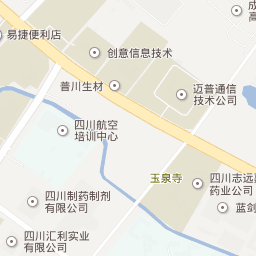 成
高
易捷便利店
创意信息技术
普川生材
迈普通信
技术公司
四川航空
培训中心
玉泉寺
四川志远
药业公司
四川制药制剂
有限公司
蓝剑
四川汇利实业
有限公司